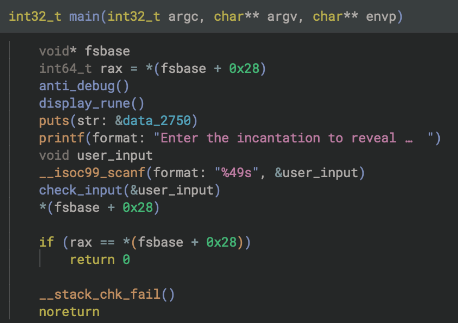 int32_t main(int32_t argc, char** argv, char** envp)
void* fsbase
int64_t rax = *(fsbase + 0x28)
anti_debug()
display_rune()
puts(str: &data_2750)
printf(format: "Enter the incantation to reveal … ")
void user_input
__isoc99_scanf(format: "%49s", &user_input)
check_input(&user_input)
*(fsbase + 0x28)
if (rax == *(fsbase + 0x28))
return 0
__stack_chk_fail()
noreturn